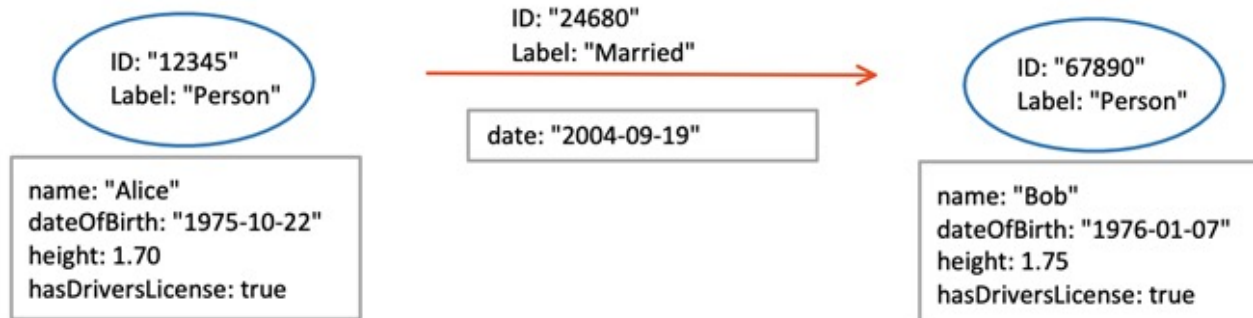 ID: "12345"
Label: "Person"
name: "Alice"
dateOfBirth: "1975-10-22"
height: 1.70
hasDriversLicense: true
ID: "24680"
Label: "Married"
date: "2004-09-19"
ID: "67890"
Label: "Person"
name: "Bob"
dateOfBirth: "1976-01-07"
height: 1.75
hasDriversLicense: true